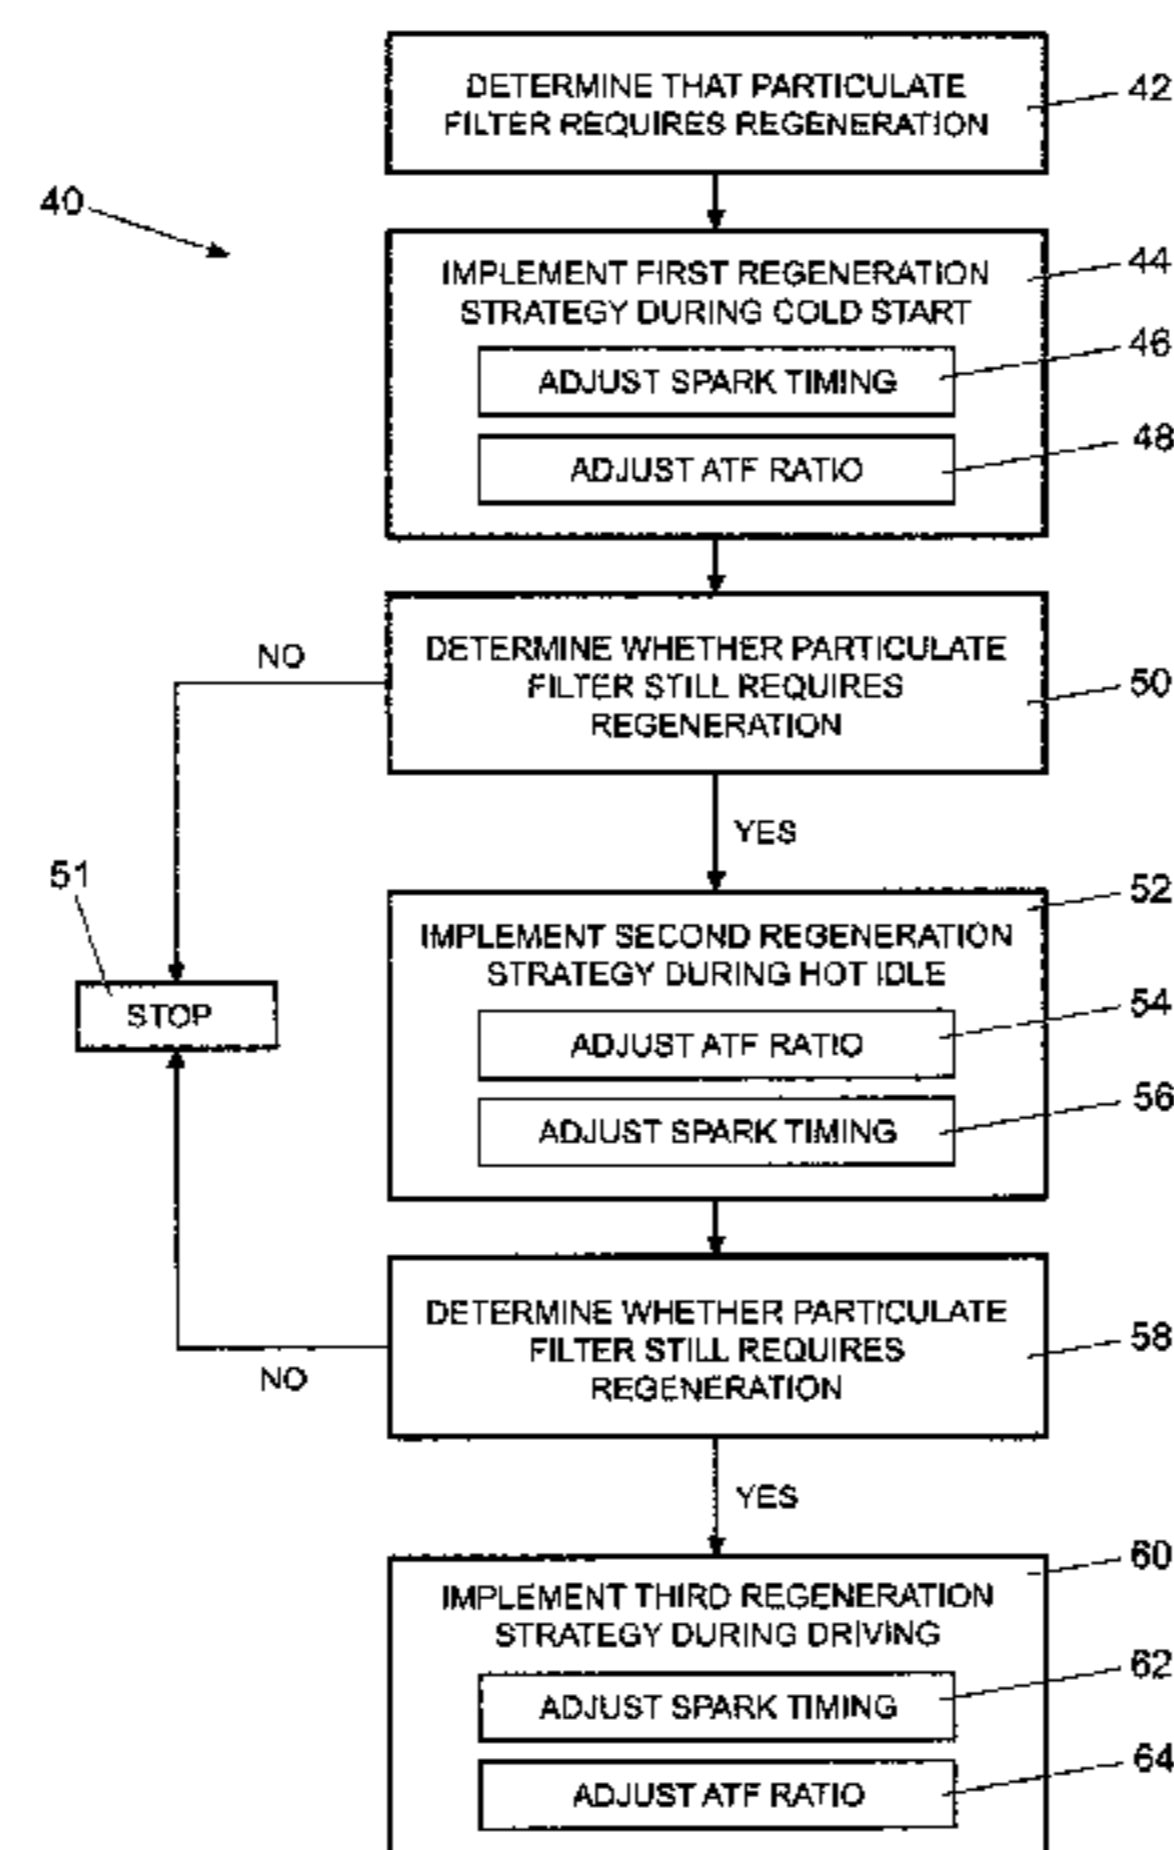 DETERMINE THAT PARTICULATE
FILTER REQUIRES REGENERATION
42
40
IMPLEMENT FIRST REGENERATION
STRATEGY DURING COLD START
44
ADJUST SPARK TIMING
46
ADJUST ATF RATIO
48
DETERMINE WHETHER PARTICULATE
FILTER STILL REQUIRES
REGENERATION
50
NO
YES
51
STOP
IMPLEMENT SECOND REGENERATION
STRATEGY DURING HOT IDLE
52
ADJUST ATF RATIO
54
ADJUST SPARK TIMING
56
DETERMINE WHETHER PARTICULATE
FILTER STILL REQUIRES
REGENERATION
58
NO
YES
IMPLEMENT THIRD REGENERATION
STRATEGY DURING DRIVING
60
ADJUST SPARK TIMING
62
ADJUST ATF RATIO
64